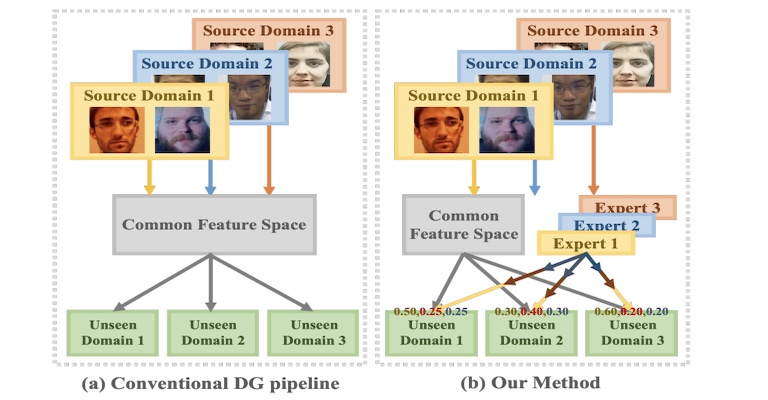 Source Domain 3
Source Domain 2
Source Domain 1
Common Feature Space
Unseen
Domain 1
Unseen
Domain 2
Unseen
Domain 3
(a) Conventional DG pipeline
Source Domain 3
Source Domain 2
Source Domain 1
Common
Feature Space
Expert 3
Expert 2
Expert 1
0.50,0.25,0.25
0.30,0.40,0.30
0.60,0.20,0.20
Unseen
Domain 1
Unseen
Domain 2
Unseen
Domain 3
(b) Our Method